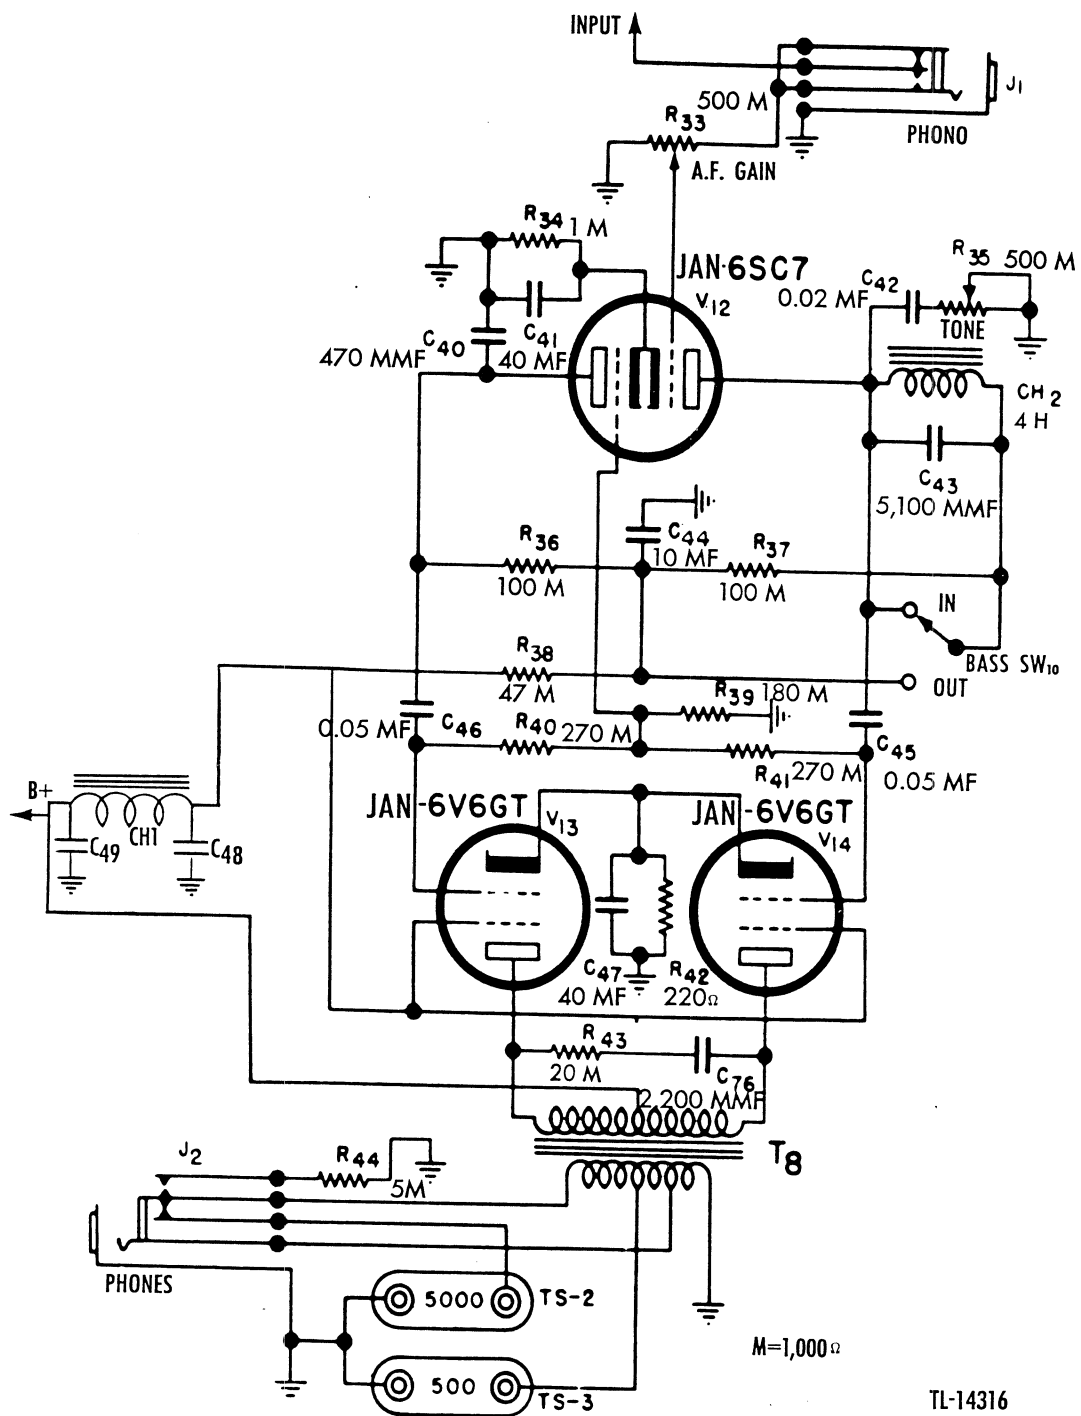 INPUT
J1
500 M
R33
PHONO
A.F. GAIN
R34
1 M
JAN-6SC7
V12
R35
500 M
C42
0.02 MF
TONE
C40
C41
470 MMF
40 MF
CH2
4 H
C43
5,100 MMF
C44
10 MF
R36
100 M
R37
100 M
IN
BASS SW10
OUT
R38
47 M
R39
180 M
0.05 MF
C46
R40
270 M
R41
270 M
C45
0.05 MF
B+
CH1
C49
C48
JAN-6V6GT
V13
JAN-6V6GT
V14
C47
40 MF
R42
220Ω
R43
20 M
C76
2,200 MMF
T8
J2
R44
5M
PHONES
5000
TS-2
500
TS-3
M=1,000Ω
TL-14316